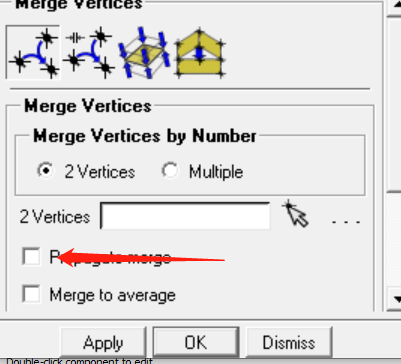 Merge Vertices
Merge Vertices
Merge Vertices by Number
2 Vertices Multiple
2 Vertices ...
Propagate merge
Merge to average
Apply OK Dismiss
Double-click component to edit